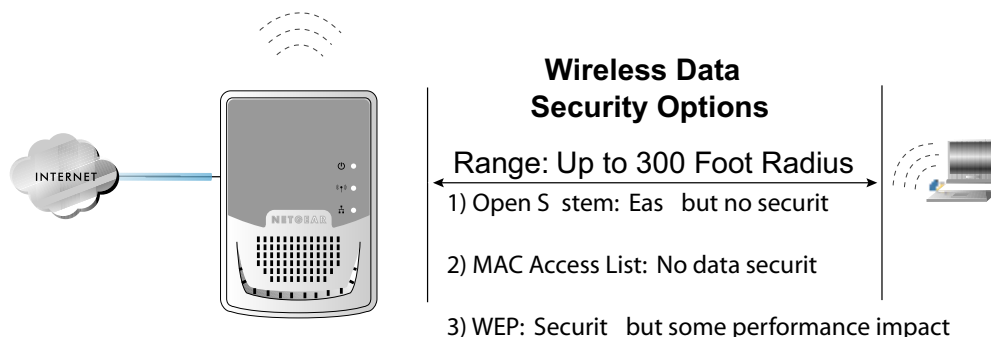 Wireless Data
Security Options
Range: Up to 300 Foot Radius
INTERNET
NETGEAR
1) Open S stem: Eas but no securit
2) MAC Access List: No data securit
3) WEP: Securit but some performance impact